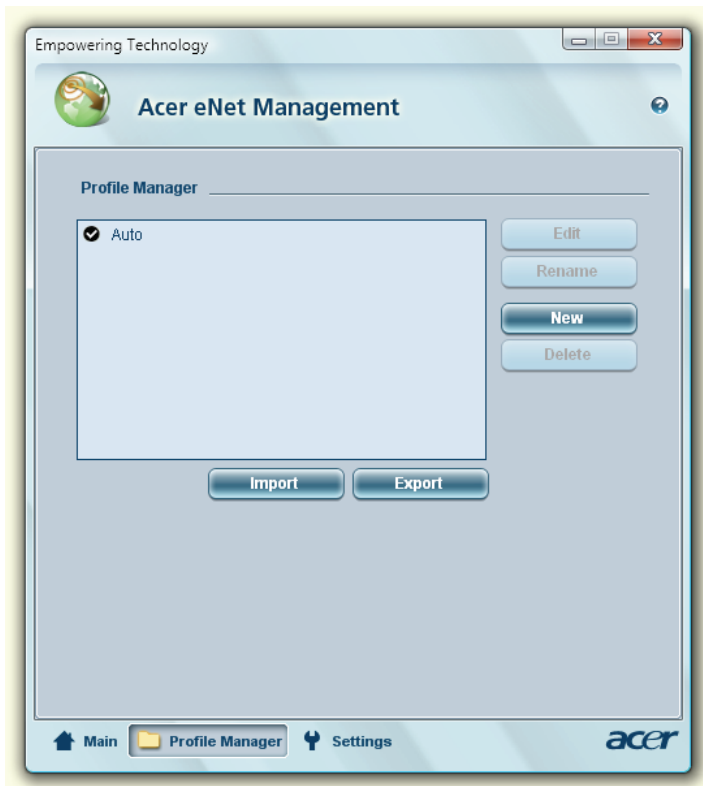 Empowering Technology
Acer eNet Management
Profile Manager
Auto
Edit
Rename
New
Delete
Import Export
Main Profile Manager Settings acer